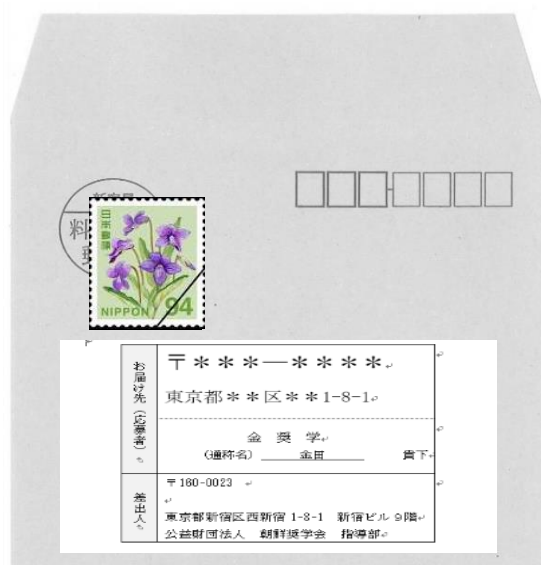 料
日本郵便
NIPPON 94
お届け先（応募者）
〒＊＊＊―＊＊＊＊
東京都＊＊区＊＊1-8-1
金 奨 学
（通称名） 金田 貴下
差出人
〒160-0023
東京都新宿区西新宿 1-8-1 新宿ビル 9階
公益財団法人 朝鮮奨学会 指導部